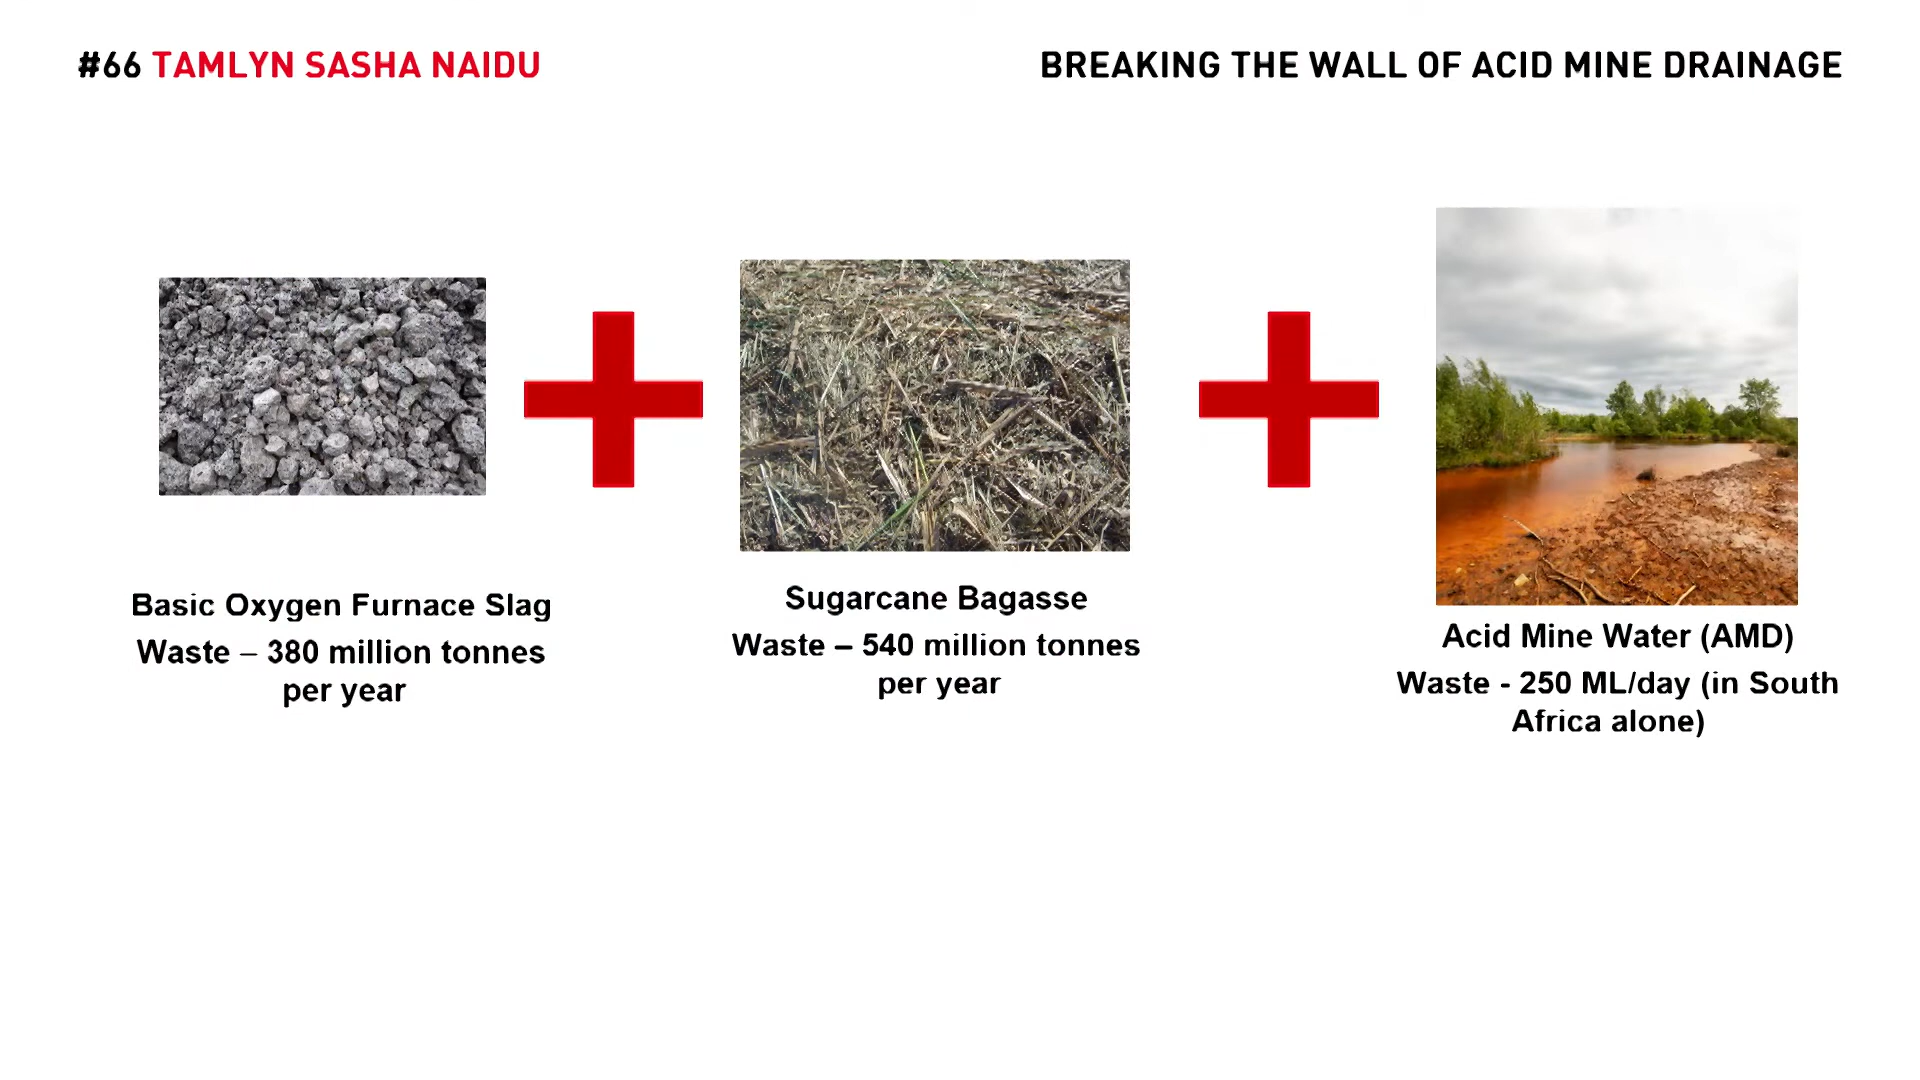 #66 TAMLYN SASHA NAIDU
BREAKING THE WALL OF ACID MINE DRAINAGE
Basic Oxygen Furnace Slag
Waste – 380 million tonnes
per year
Sugarcane Bagasse
Waste – 540 million tonnes
per year
Acid Mine Water (AMD)
Waste - 250 ML/day (in South
Africa alone)